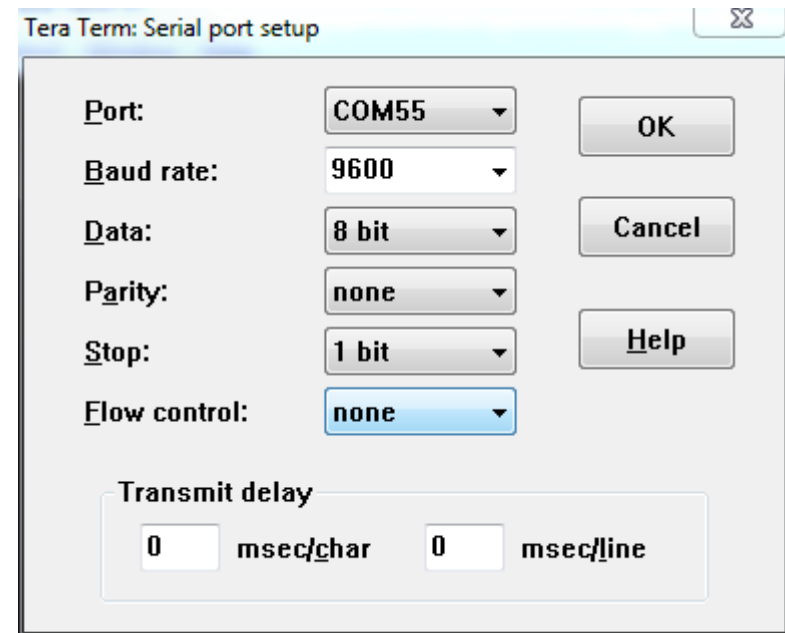 Tera Term: Serial port setup
Port: COM55 OK
Baud rate: 9600
Data: 8 bit Cancel
Parity: none
Stop: 1 bit Help
Flow control: none
Transmit delay
0 msec/char 0 msec/line